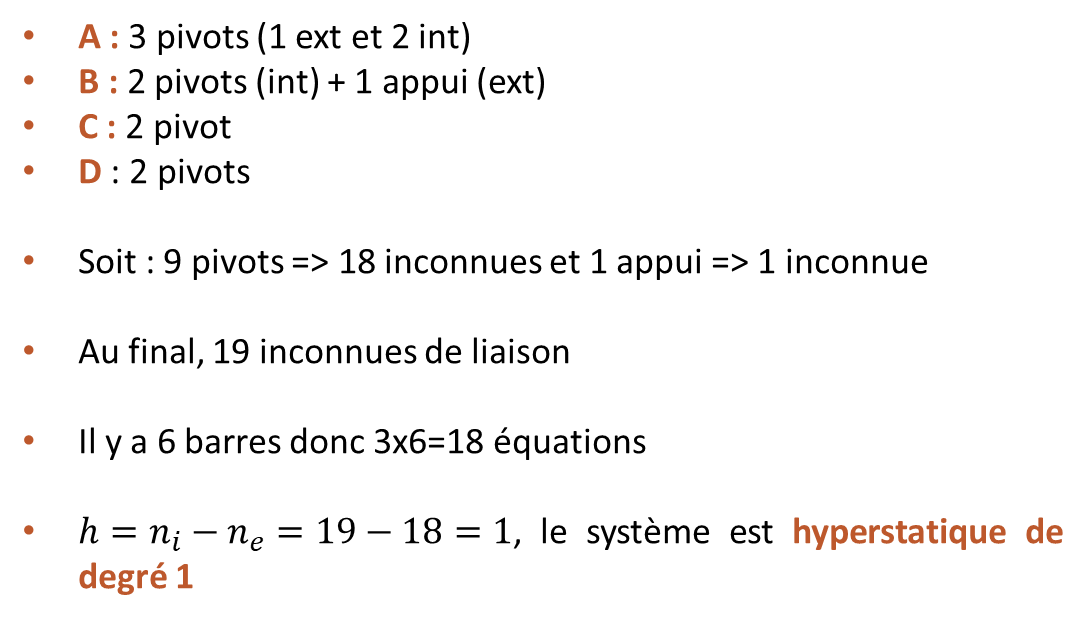 • A : 3 pivots (1 ext et 2 int)
• B : 2 pivots (int) + 1 appui (ext)
• C : 2 pivot
• D : 2 pivots
• Soit : 9 pivots => 18 inconnues et 1 appui => 1 inconnue
• Au final, 19 inconnues de liaison
• Il y a 6 barres donc 3x6=18 équations
• $h = n_i - n_e = 19 - 18 = 1$, le système est hyperstatique de
degré 1